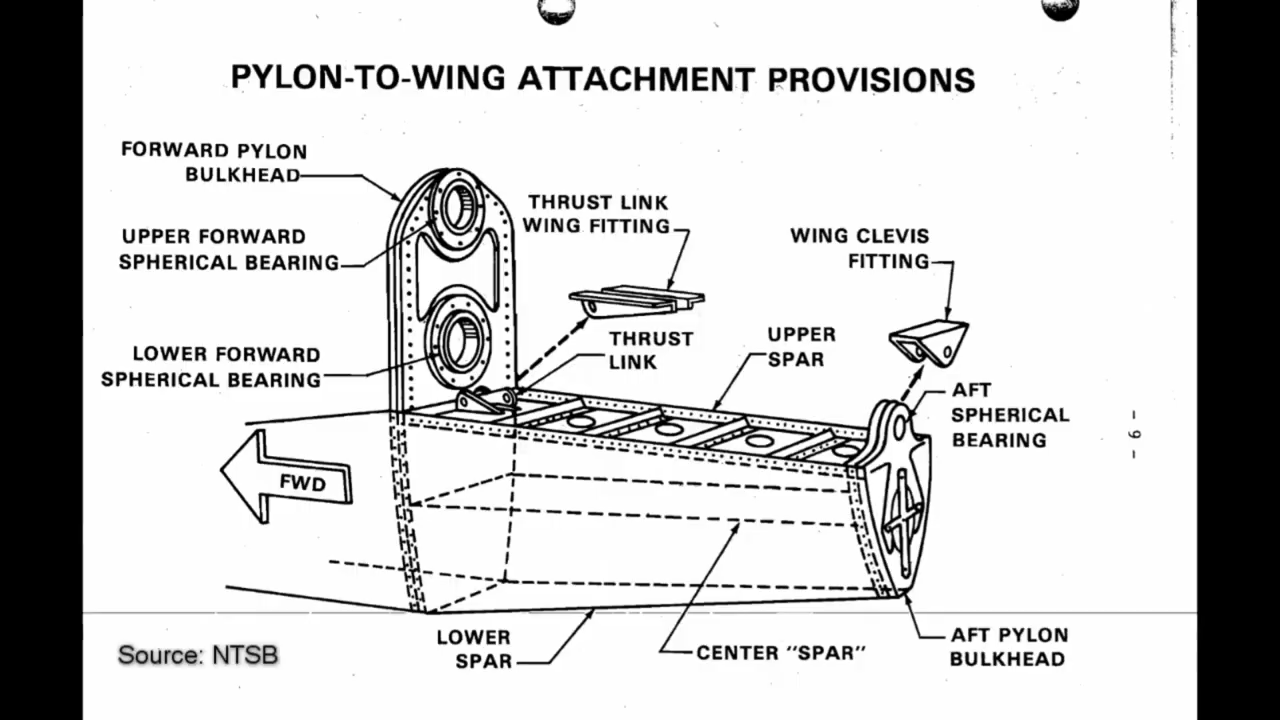 PYLON-TO-WING ATTACHMENT PROVISIONS
FORWARD PYLON
BULKHEAD
THRUST LINK
WING FITTING
UPPER FORWARD
SPHERICAL BEARING
WING CLEVIS
FITTING
THRUST
LINK
UPPER
SPAR
LOWER FORWARD
SPHERICAL BEARING
AFT
SPHERICAL
BEARING
- 9 -
FWD
LOWER
SPAR
CENTER "SPAR"
AFT PYLON
BULKHEAD
Source: NTSB